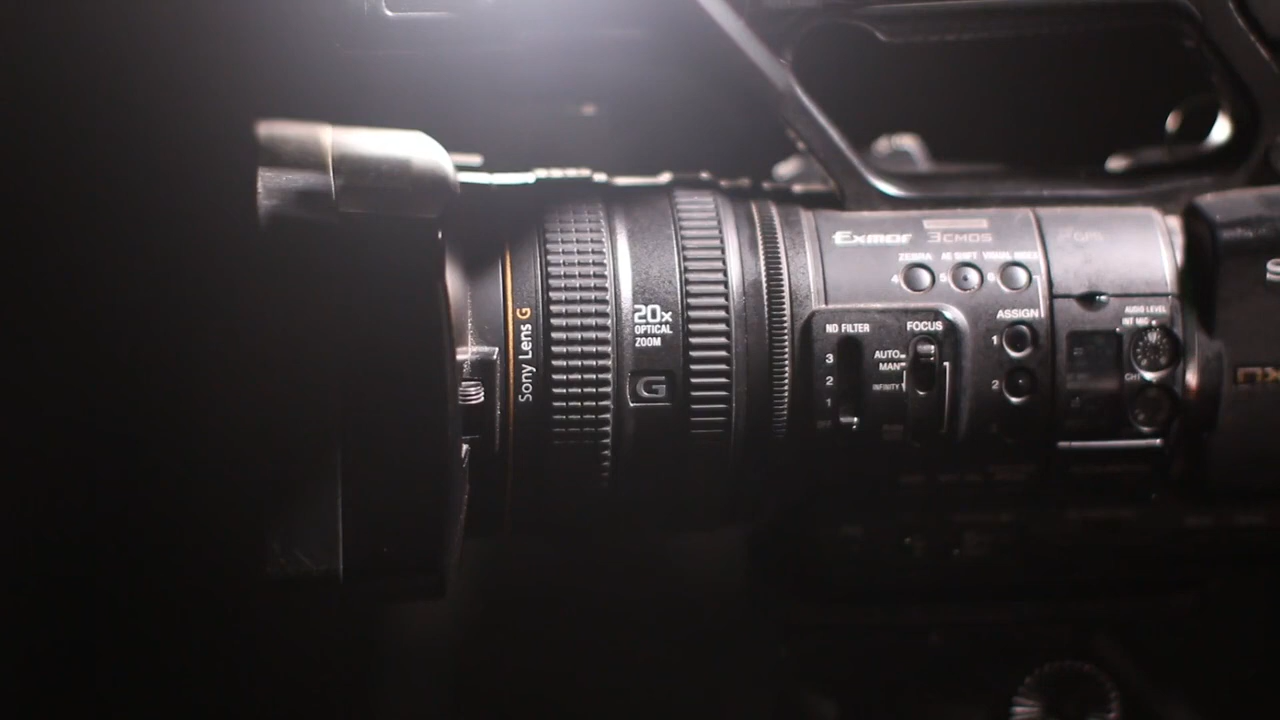 Exmor 3CMOS
GPS
ZEBRA AE SHIFT VISUAL INDEX
4 5 6
ASSIGN
1
2
AUDIO LEVEL
INT MIC
CH1
ND FILTER
3
2
1
FOCUS
AUTO
MAN
INFINITY
20x
OPTICAL
ZOOM
G
Sony Lens G
S